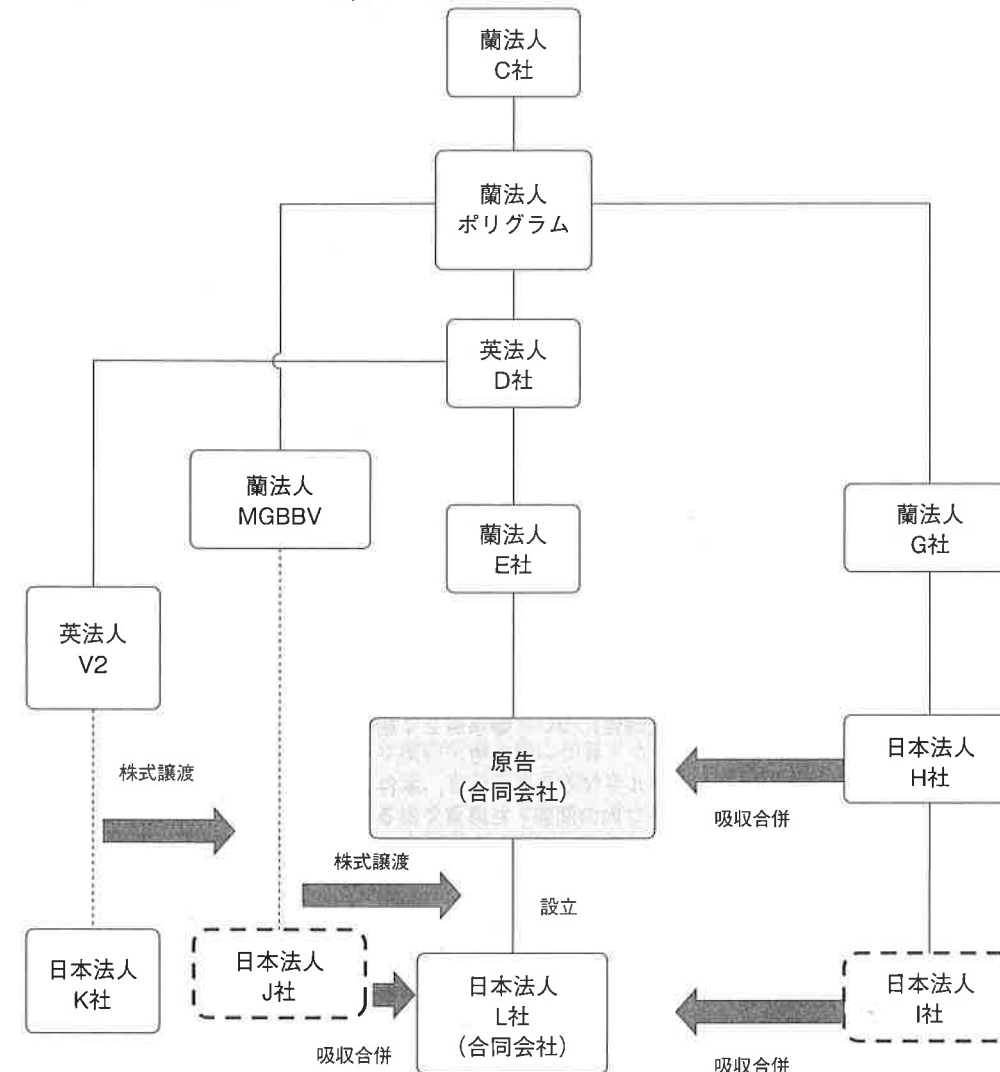 蘭法人
C社
蘭法人
ポリグラム
英法人
D社
蘭法人
MGBBV
蘭法人
E社
蘭法人
G社
英法人
V2
株式譲渡
原告
（合同会社）
日本法人
H社
吸収合併
株式譲渡
設立
日本法人
K社
日本法人
J社
日本法人
L社
（合同会社）
日本法人
I社
吸収合併
吸収合併